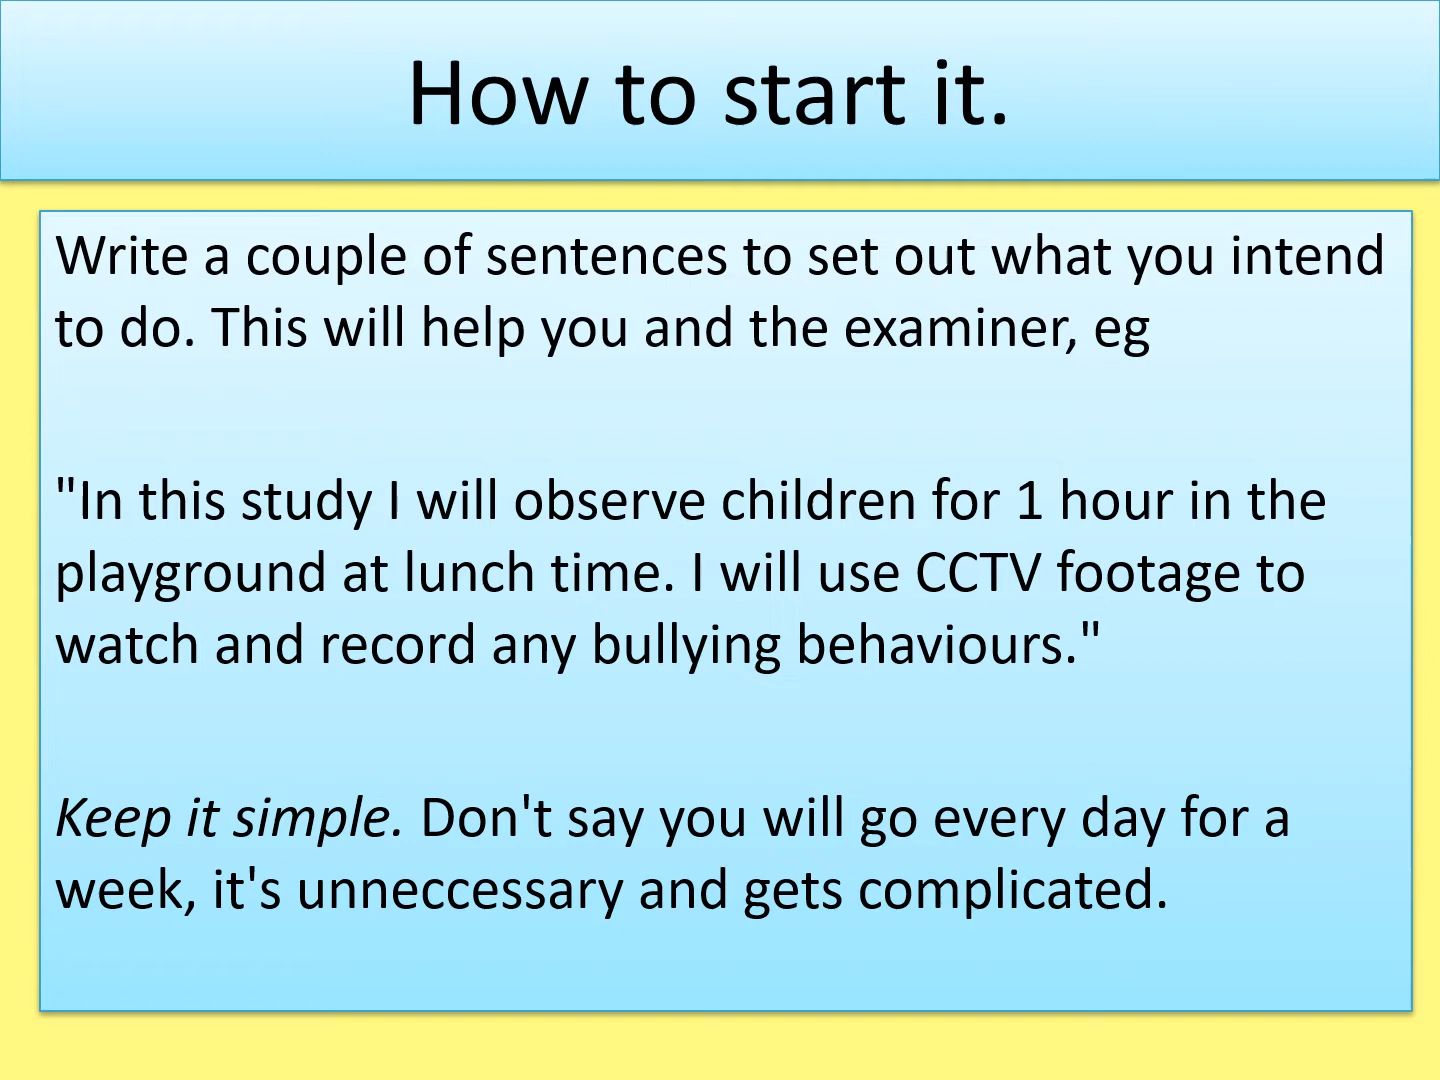 How to start it.
Write a couple of sentences to set out what you intend
to do. This will help you and the examiner, eg
"In this study I will observe children for 1 hour in the
playground at lunch time. I will use CCTV footage to
watch and record any bullying behaviours."
Keep it simple. Don't say you will go every day for a
week, it's unneccessary and gets complicated.